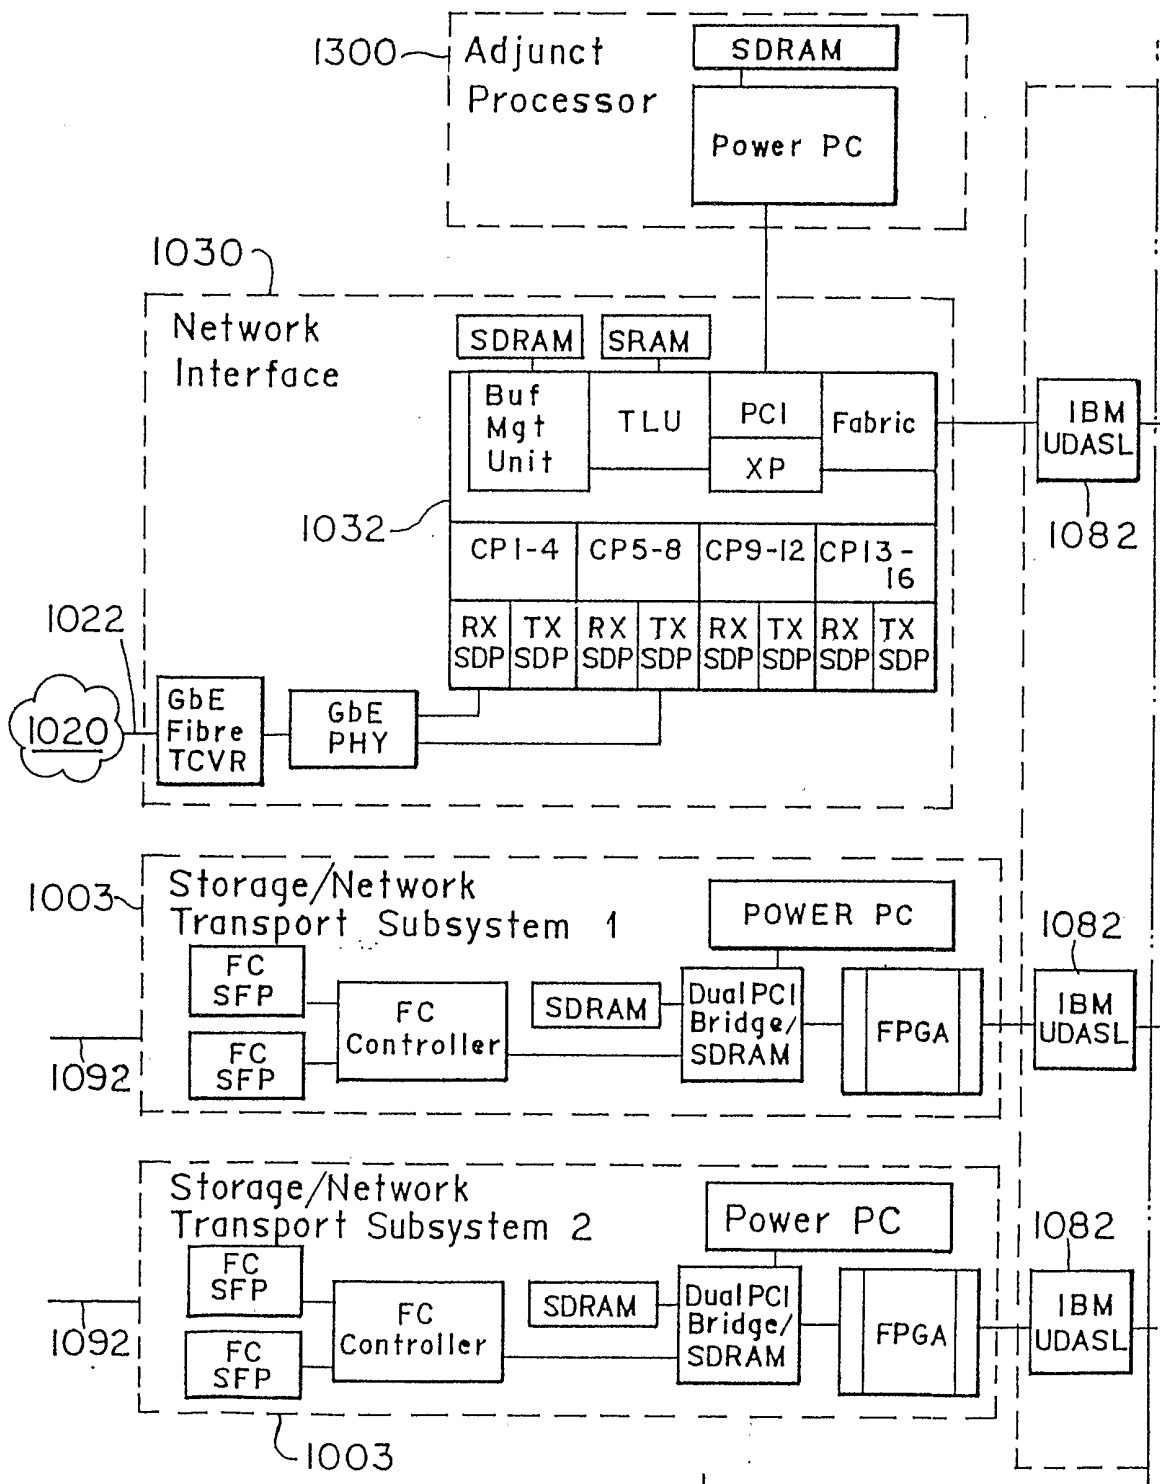 1300
Adjunct
Processor
SDRAM
Power PC
1030
Network
Interface
SDRAM
SRAM
Buf
Mgt
Unit
TLU
PCI
XP
Fabric
IBM
UDASL
1082
1032
CP1-4
CP5-8
CP9-12
CP13-
16
RX
SDP
TX
SDP
RX
SDP
TX
SDP
RX
SDP
TX
SDP
RX
SDP
TX
SDP
1022
1020
GbE
Fibre
TCVR
GbE
PHY
1003
Storage/Network
Transport Subsystem 1
POWER PC
1082
FC
SFP
FC
SFP
FC
Controller
SDRAM
Dual PCI
Bridge/
SDRAM
FPGA
IBM
UDASL
1092
Storage/Network
Transport Subsystem 2
Power PC
1082
FC
SFP
FC
SFP
FC
Controller
SDRAM
Dual PCI
Bridge/
SDRAM
FPGA
IBM
UDASL
1092
1003